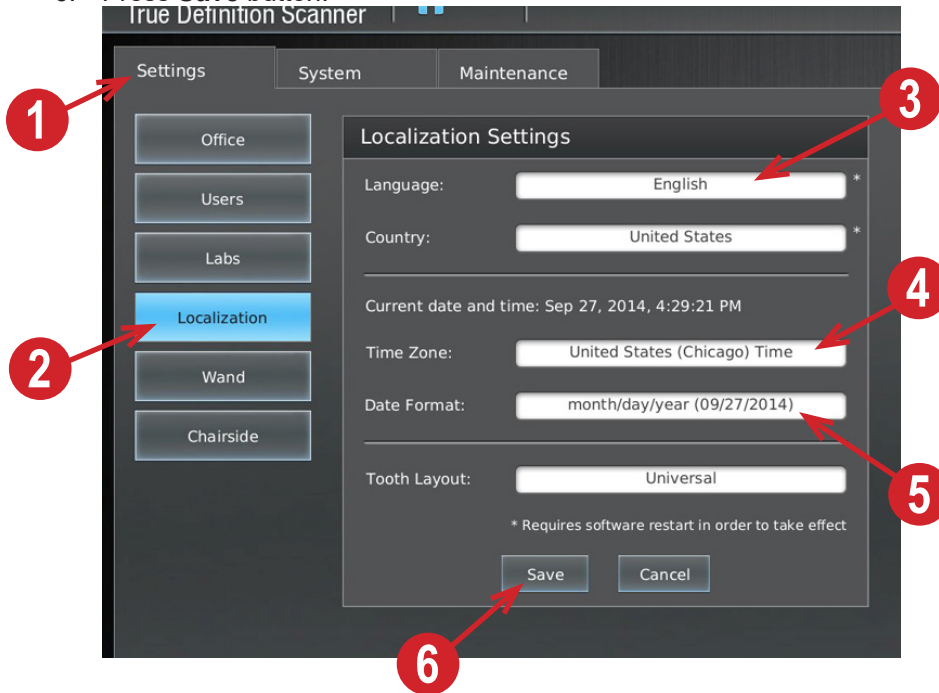 Press Save button.
True Definition Scanner
Settings System Maintenance
1
3
Office
Localization Settings
Language: English *
Users
Country: United States *
Labs
Current date and time: Sep 27, 2014, 4:29:21 PM
4
Localization
Time Zone: United States (Chicago) Time
2
Wand
Date Format: month/day/year (09/27/2014)
Chairside
Tooth Layout: Universal
5
* Requires software restart in order to take effect
Save Cancel
6